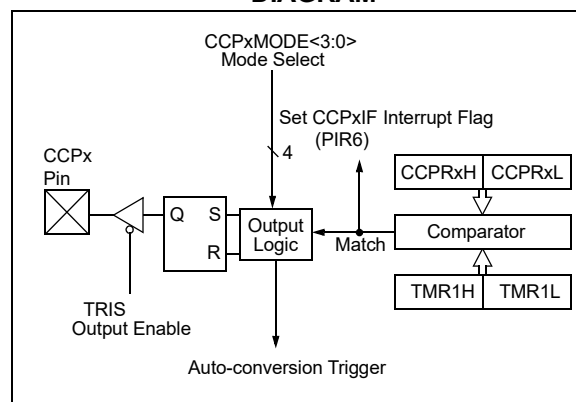 DIAGRAM
CCPxMODE<3:0>
Mode Select
Set CCPxIF Interrupt Flag
(PIR6)
4
CCPx
Pin
CCPRxH
CCPRxL
Q
S
R
Output
Logic
Match
Comparator
TMR1H
TMR1L
TRIS
Output Enable
Auto-conversion Trigger